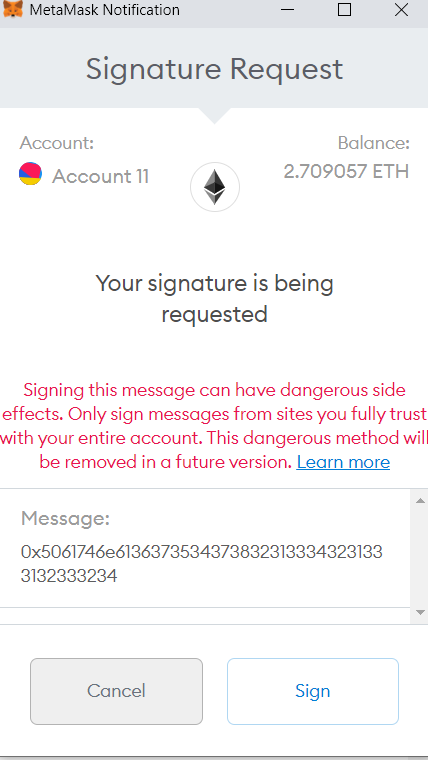 MetaMask Notification
Signature Request
Account:
Balance:
Account 11
2.709057 ETH
Your signature is being
requested
Signing this message can have dangerous side
effects. Only sign messages from sites you fully trust
with your entire account. This dangerous method will
be removed in a future version. Learn more
Message:
0x5061746e6136373534373832313334323133
3132333234
Cancel
Sign